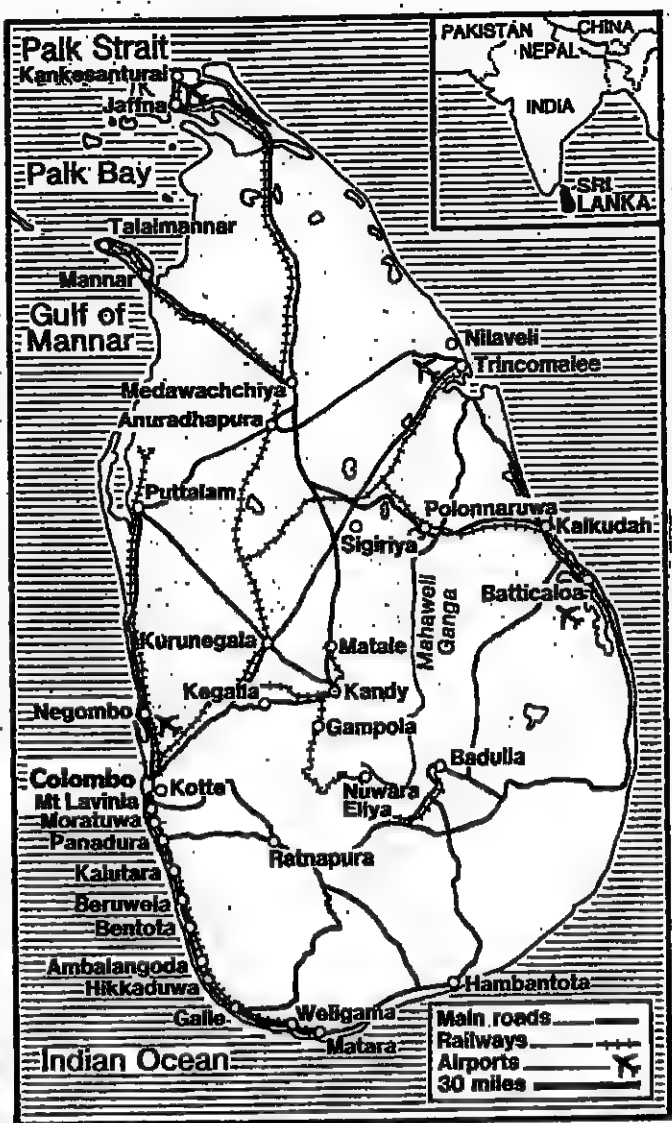 Palk Strait
Kankesanturai
Jaffna
Palk Bay
Talaimannar
Mannar
Gulf of
Mannar
Nilaveli
Trincomalee
Medawachchiya
Anuradhapura
Puttalam
Polonnaruwa
Kalkudah
Sigiriya
Batticaloa
Mahaweli
Ganga
Kurunegala
Matale
Kegalla
Kandy
Negombo
Gampola
Badulla
Colombo
Kotte
Nuwara
Eliya
Mt Lavinia
Moratuwa
Panadura
Ratnapura
Kalutara
Beruwela
Bentota
Ambalangoda
Hikkaduwa
Hambantota
Galle
Weligama
Matara
Indian Ocean
PAKISTAN
CHINA
NEPAL
INDIA
SRI
LANKA
Main roads
Railways
Airports
30 miles